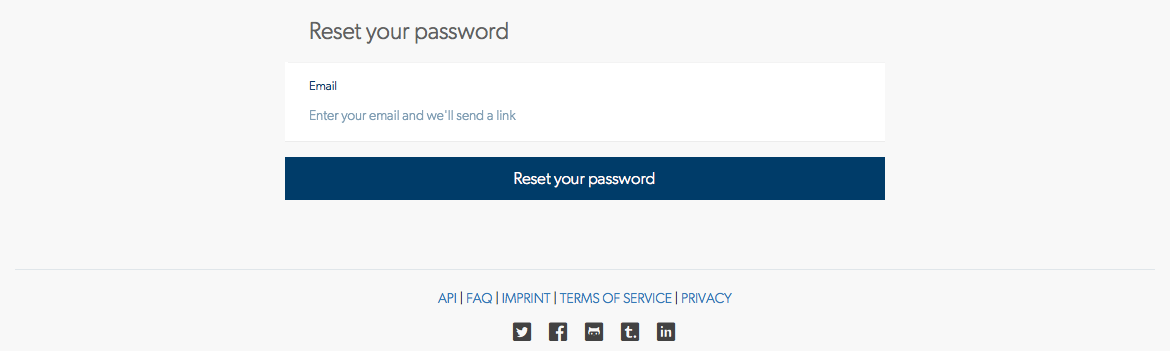 Reset your password
Email
Enter your email and we'll send a link
Reset your password
API | FAQ | IMPRINT | TERMS OF SERVICE | PRIVACY